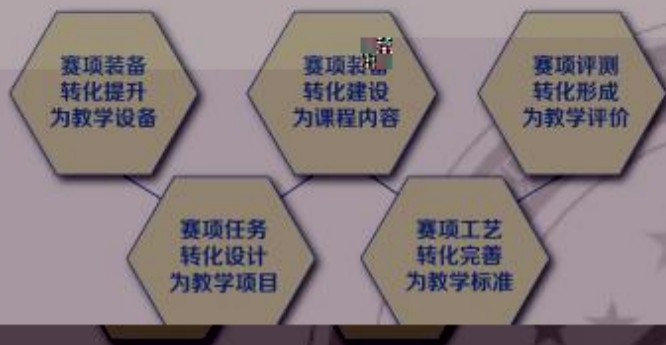 赛项装备
转化提升
为教学设备
赛项装备
转化建设
为课程内容
赛项评测
转化形成
为教学评价
赛项任务
转化设计
为教学项目
赛项工艺
转化完善
为教学标准